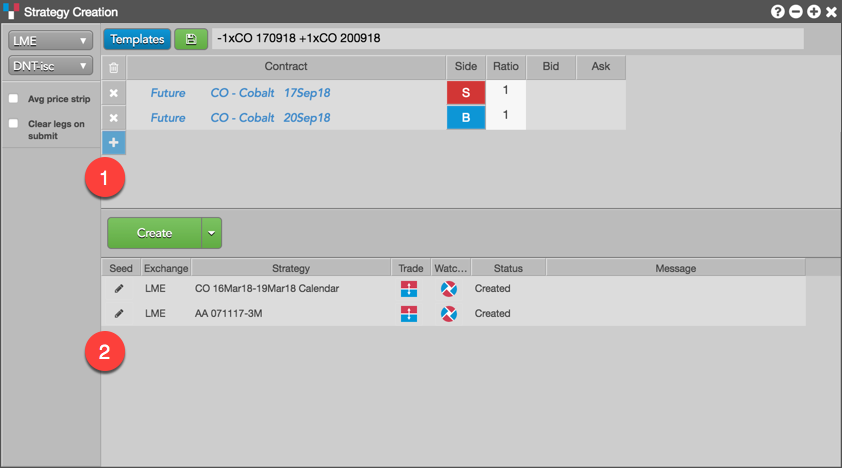 Strategy Creation
LME
Templates
-1xCO 170918 +1xCO 200918
DNT-isc
Contract Side Ratio Bid Ask
Avg price strip
Future CO - Cobalt 17Sep18 S 1
Clear legs on
submit
Future CO - Cobalt 20Sep18 B 1
1
Create
Seed Exchange Strategy Trade Watc... Status Message
LME CO 16Mar18-19Mar18 Calendar Created
LME AA 071117-3M Created
2